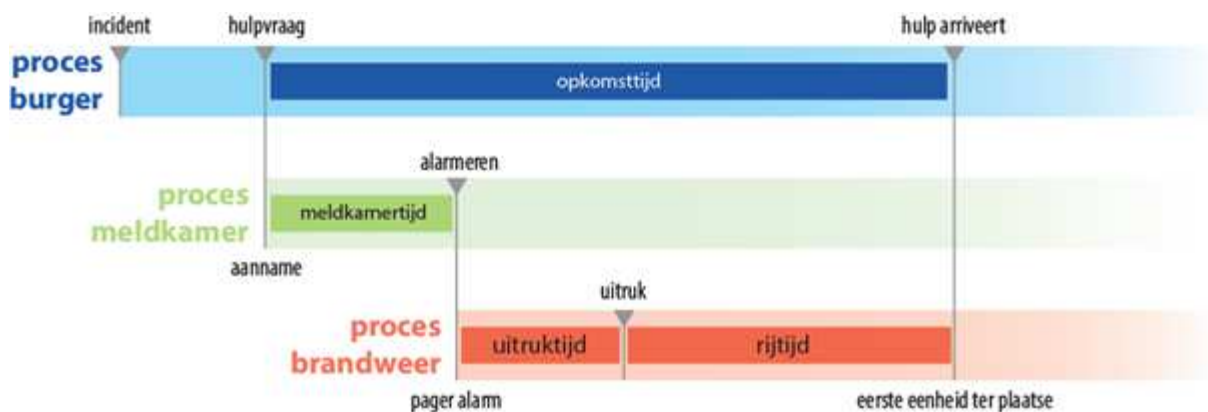 incident hulpvraag hulp arriveert
proces
burger
opkomsttijd
alarmeren
proces
meldkamer
meldkamertijd
aanname
uitruk
proces
brandweer
uitruktijd rijtijd
pager alarm eerste eenheid ter plaatse